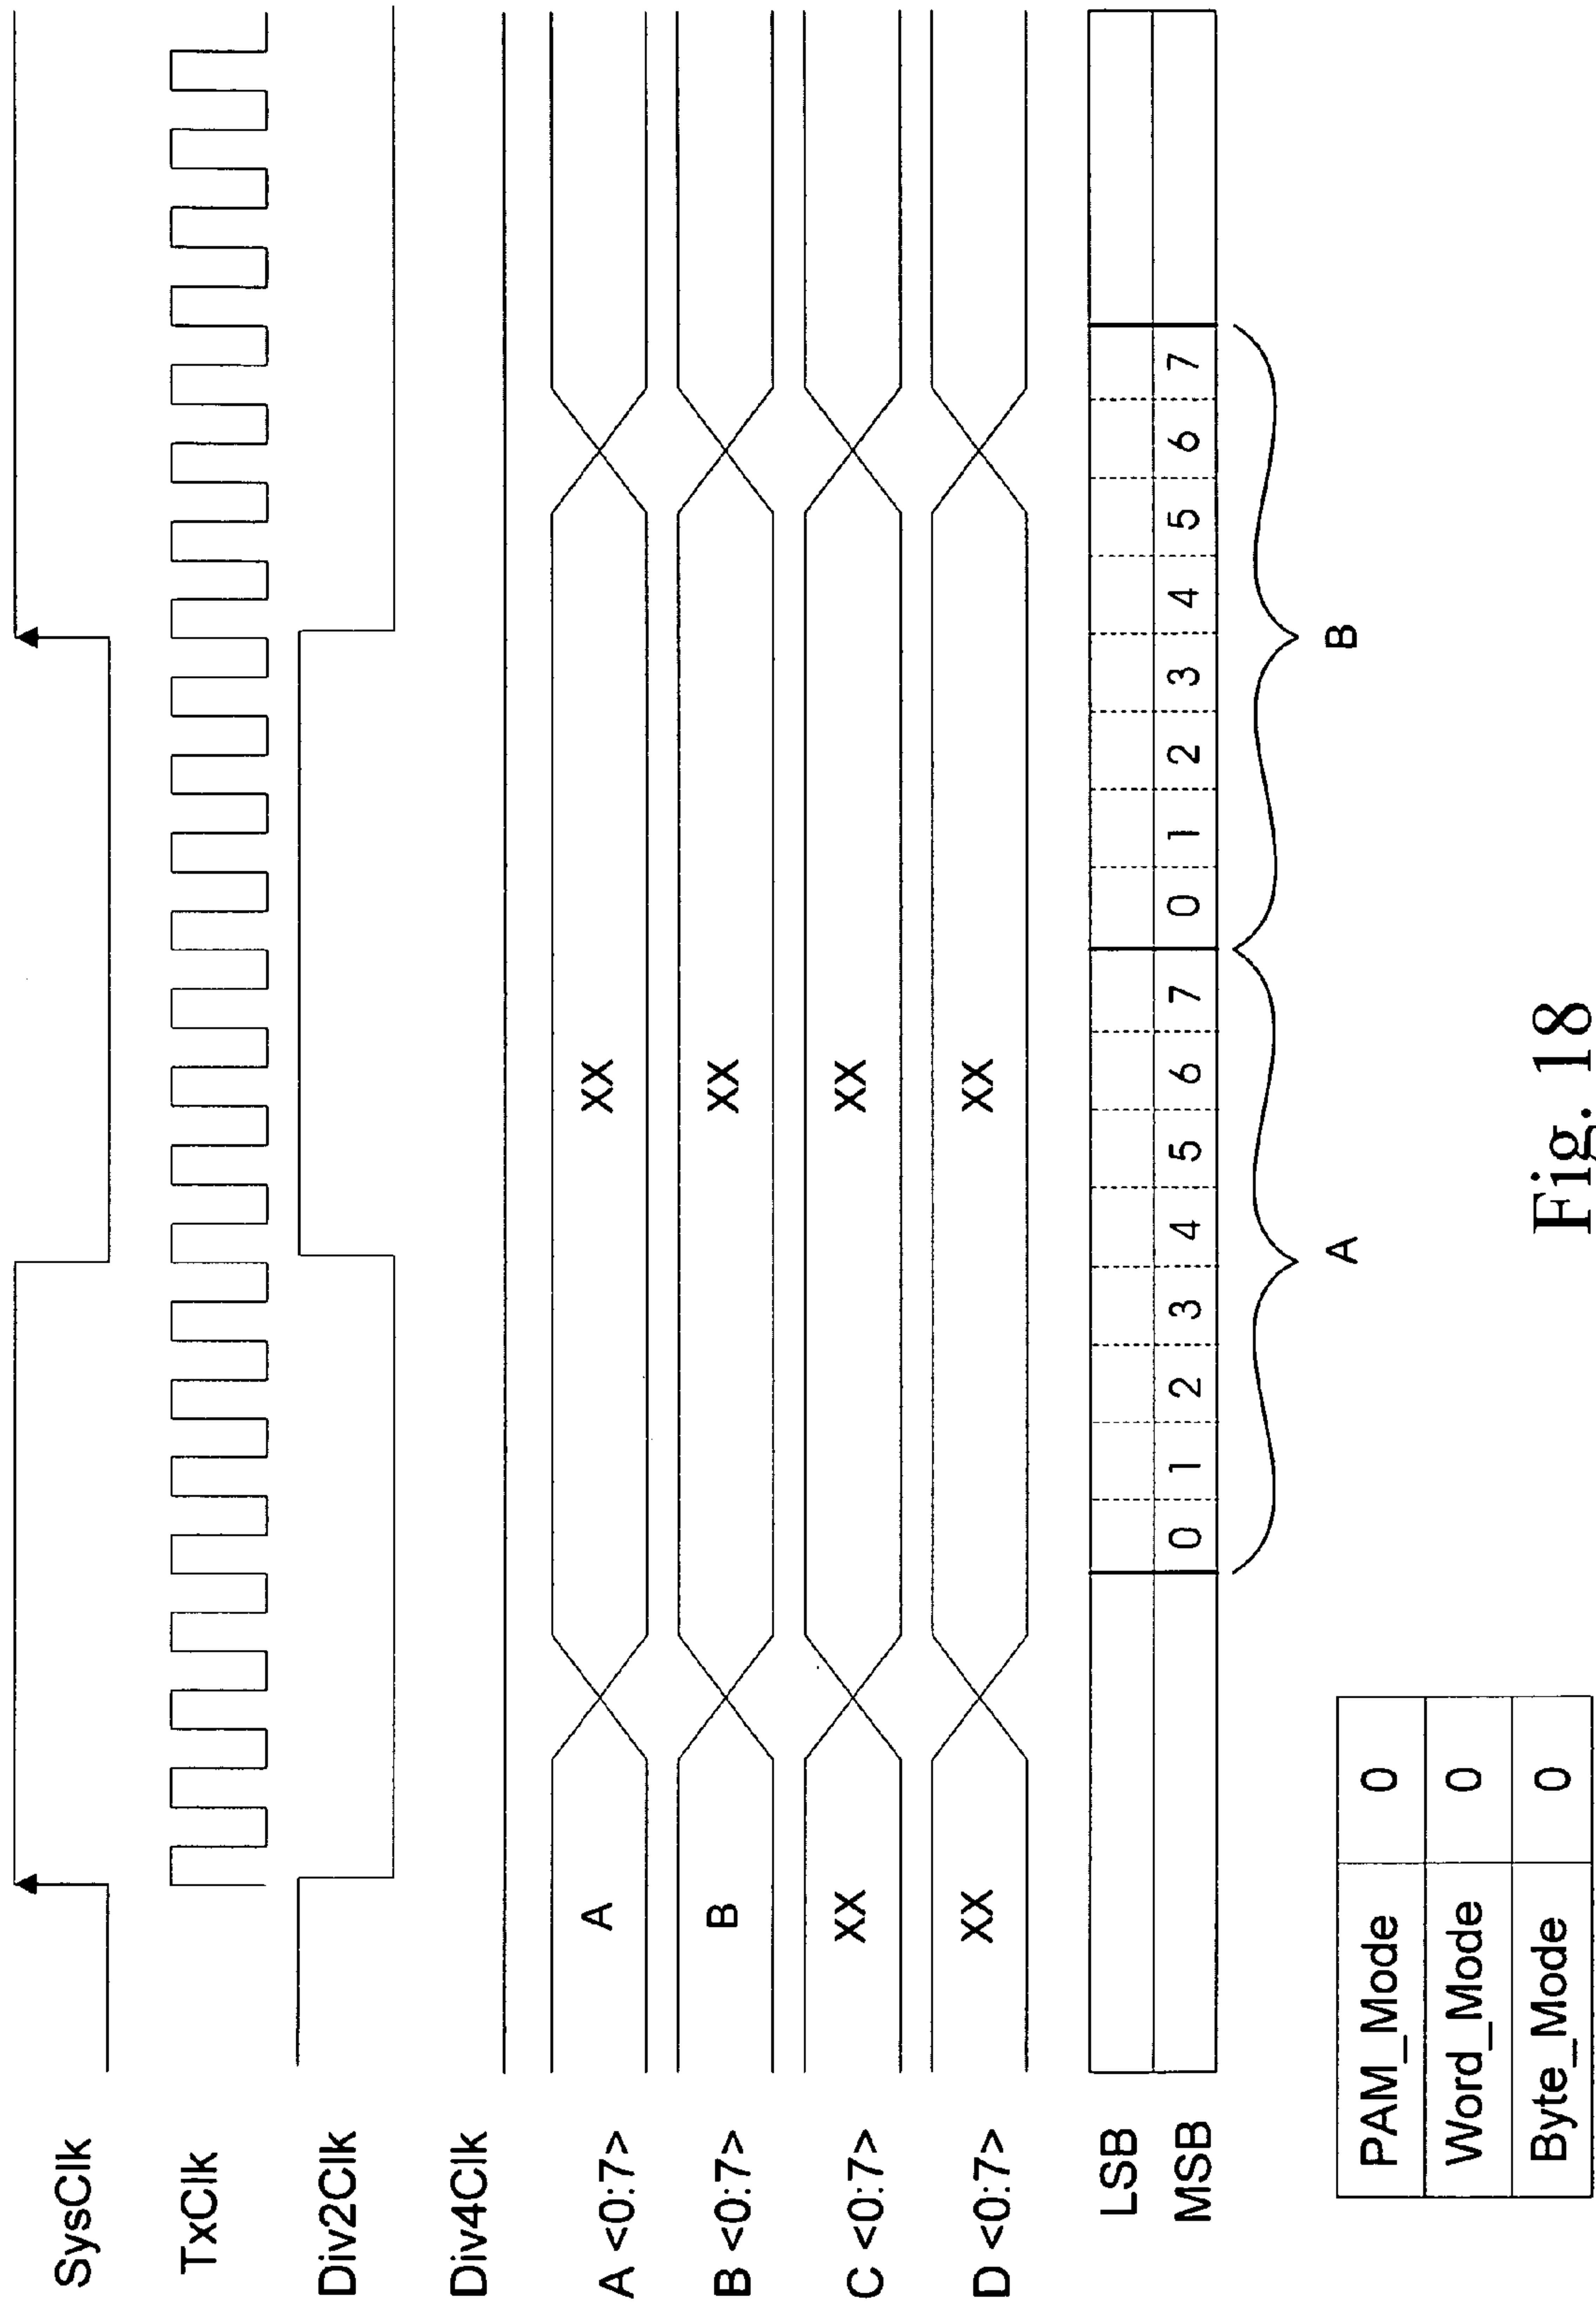 SysClk
TxClk
Div2Clk
Div4Clk
A <0:7> A XX
B <0:7> B XX
C <0:7> XX XX
D <0:7> XX XX
LSB
MSB 0 1 2 3 4 5 6 7 0 1 2 3 4 5 6 7
A B
PAM_Mode 0
Word_Mode 0
Byte_Mode 0
Fig. 18